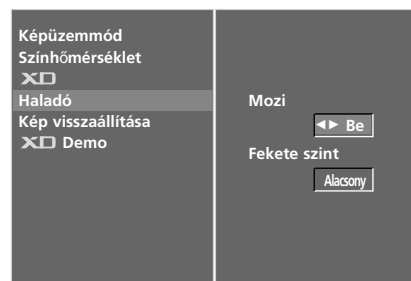 Képüzemmód
Színhőmérséklet
XD
Haladó
Kép visszaállítása
XD Demo
Mozi
◄► Be
Fekete szint
Alacsony